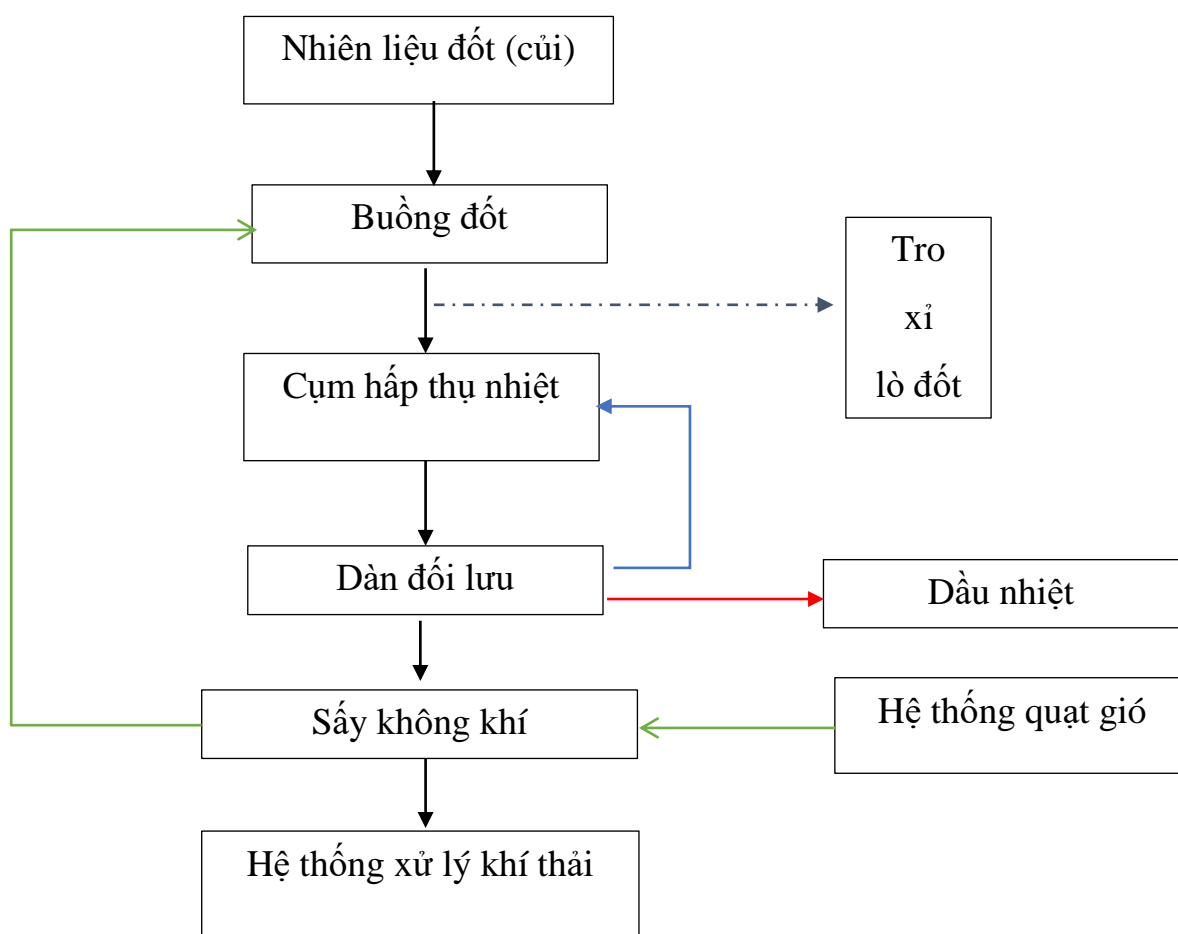 Nhiên liệu đốt (củi)
Buồng đốt
Tro
xỉ
lò đốt
Cụm hấp thụ nhiệt
Dàn đối lưu
Dầu nhiệt
Sấy không khí
Hệ thống quạt gió
Hệ thống xử lý khí thải